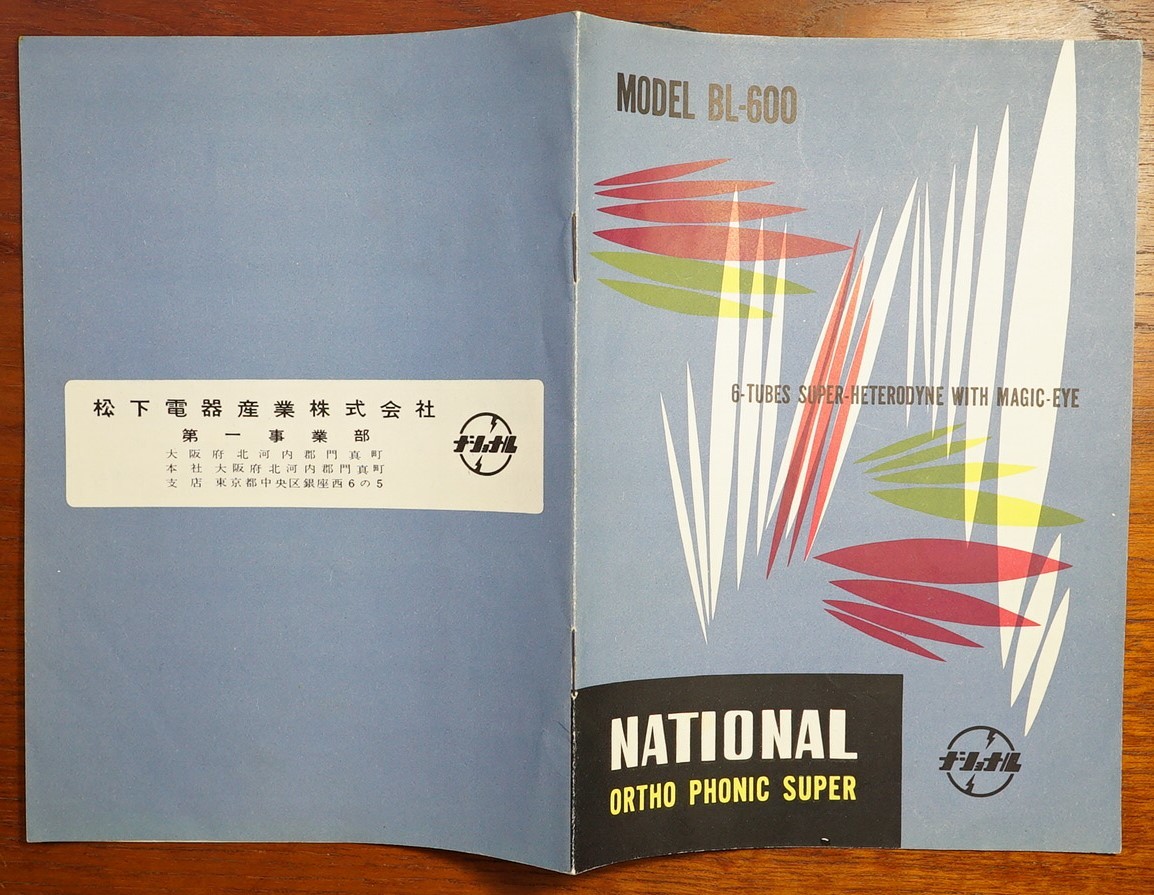 松下電器産業株式会社
第一事業部
大阪府北河内郡門真町
本社 大阪府北河内郡門真町
支店 東京都中央区銀座西6の5
ナショナル
MODEL BL-600
6-TUBES SUPER-HETERODYNE WITH MAGIC-EYE
NATIONAL
ORTHO PHONIC SUPER
ナショナル